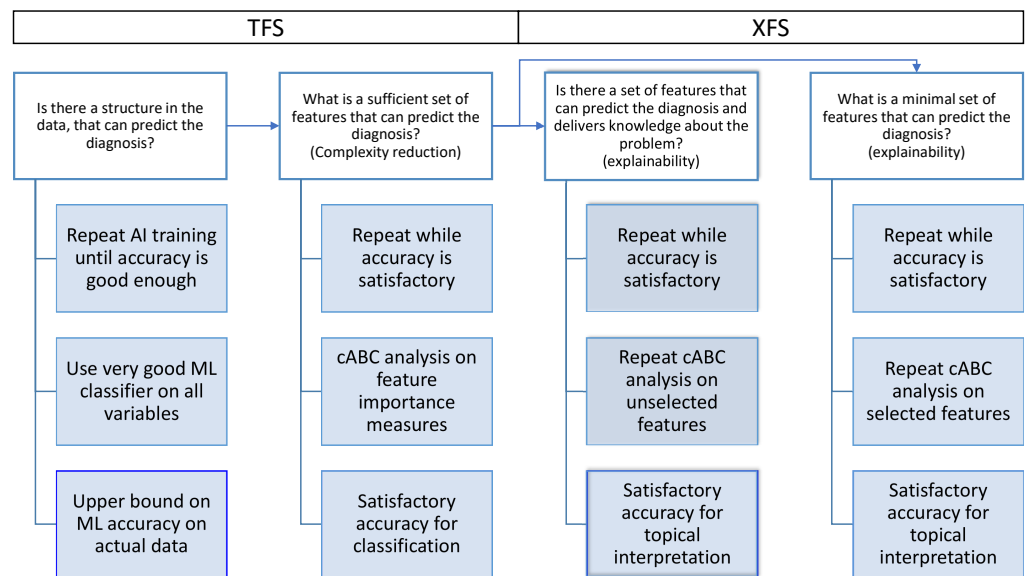 TFS
XFS
Is there a structure in the
data, that can predict the
diagnosis?
What is a sufficient set of
features that can predict the
diagnosis?
(Complexity reduction)
Is there a set of features that
can predict the diagnosis and
delivers knowledge about the
problem?
(explainability)
What is a minimal set of
features that can predict the
diagnosis?
(explainability)
Repeat AI training
until accuracy is
good enough
Repeat while
accuracy is
satisfactory
Repeat while
accuracy is
satisfactory
Repeat while
accuracy is
satisfactory
Use very good ML
classifier on all
variables
cABC analysis on
feature
importance
measures
Repeat cABC
analysis on
unselected
features
Repeat cABC
analysis on
selected features
Upper bound on
ML accuracy on
actual data
Satisfactory
accuracy for
classification
Satisfactory
accuracy for
topical
interpretation
Satisfactory
accuracy for
topical
interpretation